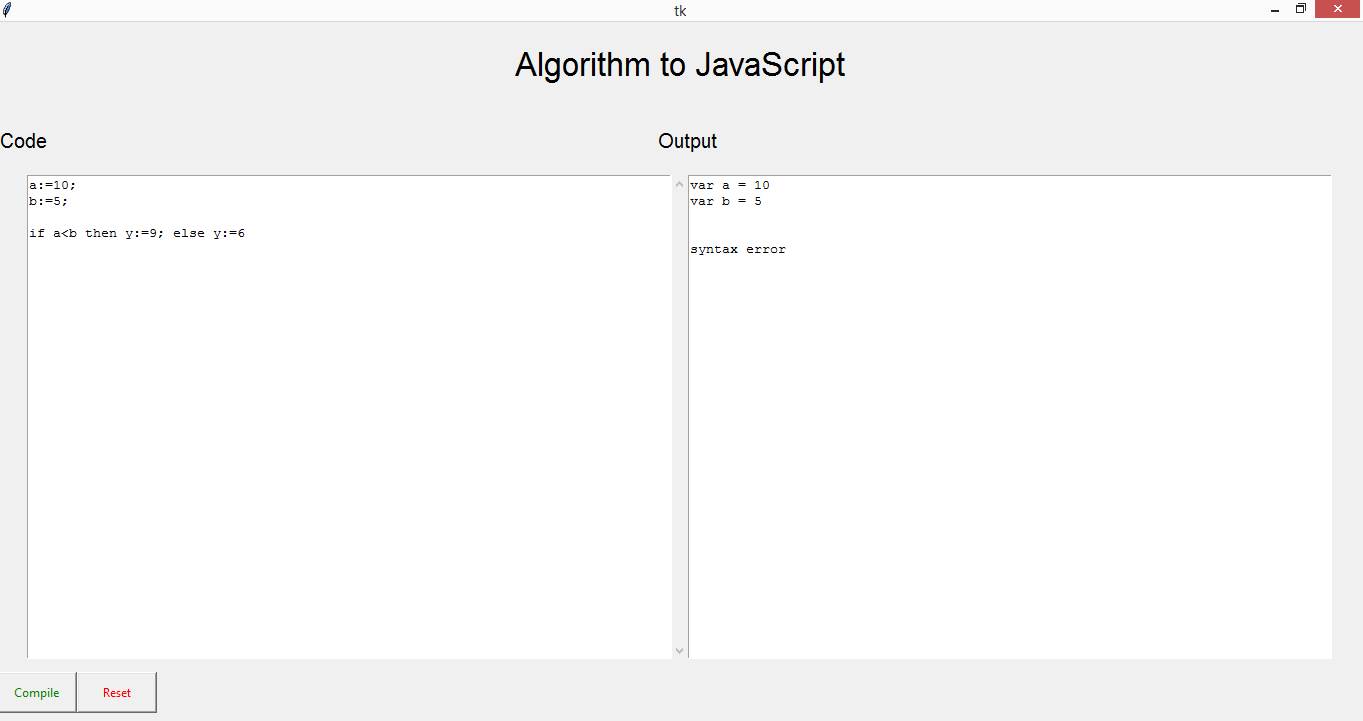 tk
Algorithm to JavaScript
Code
Output
a:=10;
b:=5;
if a<b then y:=9; else y:=6
var a = 10
var b = 5
syntax error
Compile
Reset